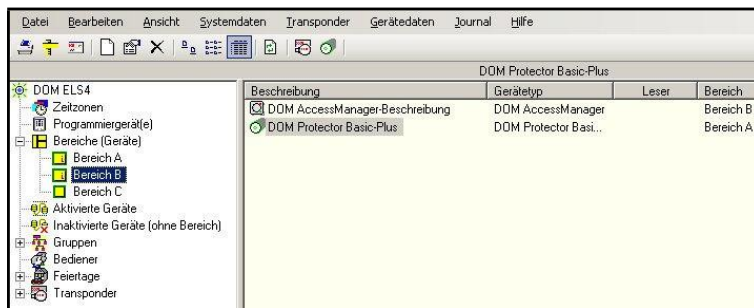 Datei Bearbeiten Ansicht Systemdaten Transponder Gerätedaten Journal Hilfe
DOM Protector Basic-Plus
DOM ELS4
Zeitzonen
Programmiergerät(e)
Bereiche (Geräte)
Bereich A
Bereich B
Bereich C
Aktivierte Geräte
Inaktivierte Geräte (ohne Bereich)
Gruppen
Bediener
Feiertage
Transponder
Beschreibung Gerätetyp Leser Bereich
DOM AccessManager-Beschreibung DOM AccessManager Bereich B
DOM Protector Basic-Plus DOM Protector Basi... Bereich A